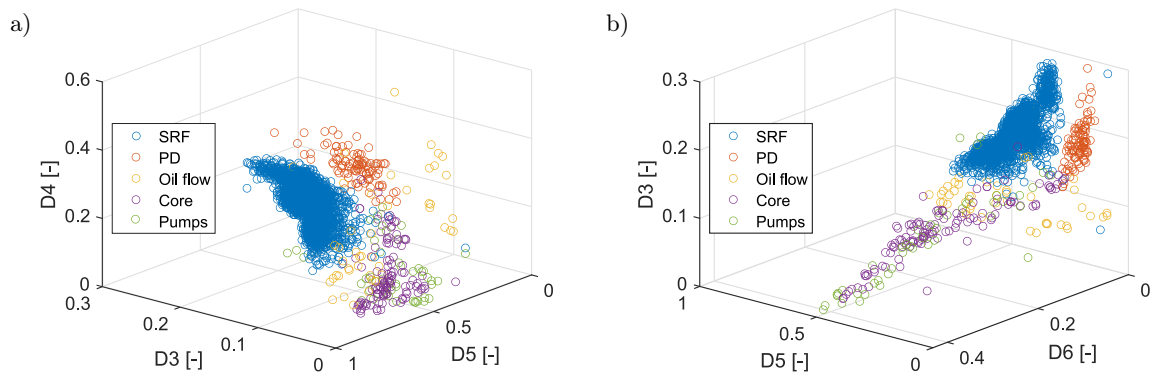 a)
0.6
0.4
0.2
0
D4 [-]
SRF
PD
Oil flow
Core
Pumps
0.3
0.2
0.1
0
D3 [-]
1
0.5
0
D5 [-]
b)
0.3
0.2
0.1
0
D3 [-]
SRF
PD
Oil flow
Core
Pumps
1
0.5
0
D5 [-]
0.4
0.2
0
D6 [-]